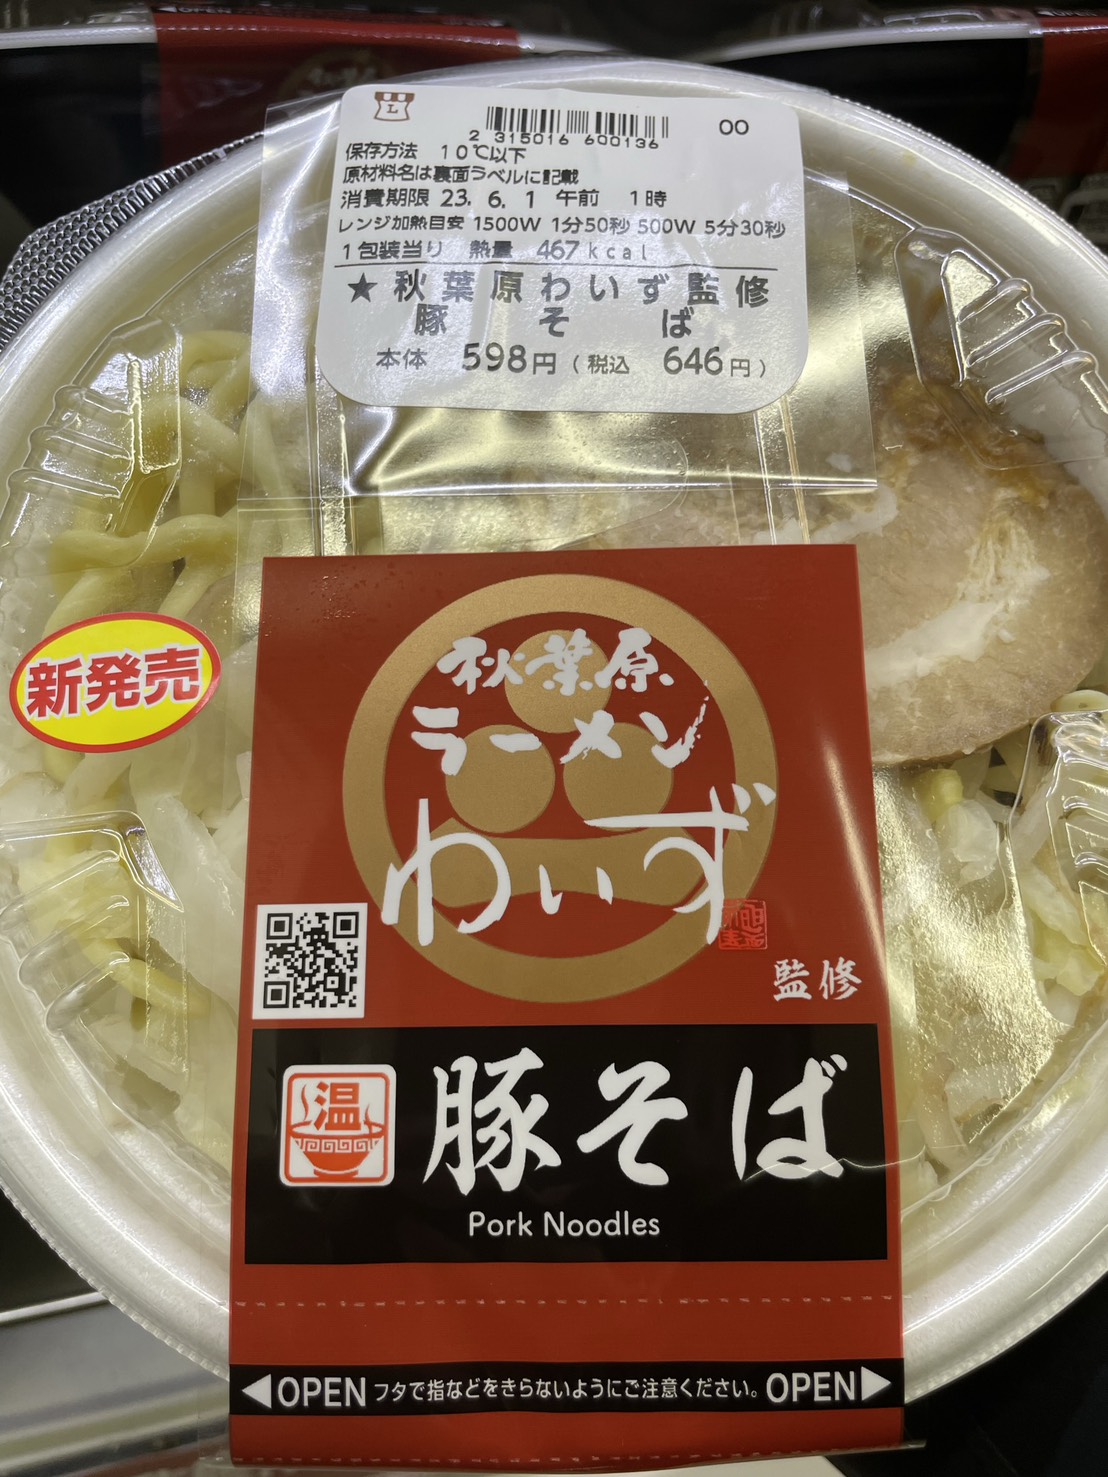 L
2 315016 600136
00
保存方法 10℃以下
原材料名は裏面ラベルに記載
消費期限 23. 6. 1 午前 1時
レンジ加熱目安 1500W 1分50秒 500W 5分30秒
1包装当り 熱量 467kcal
★秋葉原わいず監修
豚そば
本体 598円(税込 646円)
新発売
秋葉原
ラーメン
わいず
監修
温
豚そば
Pork Noodles
◀OPEN フタで指などをきらないようにご注意ください。 OPEN▶